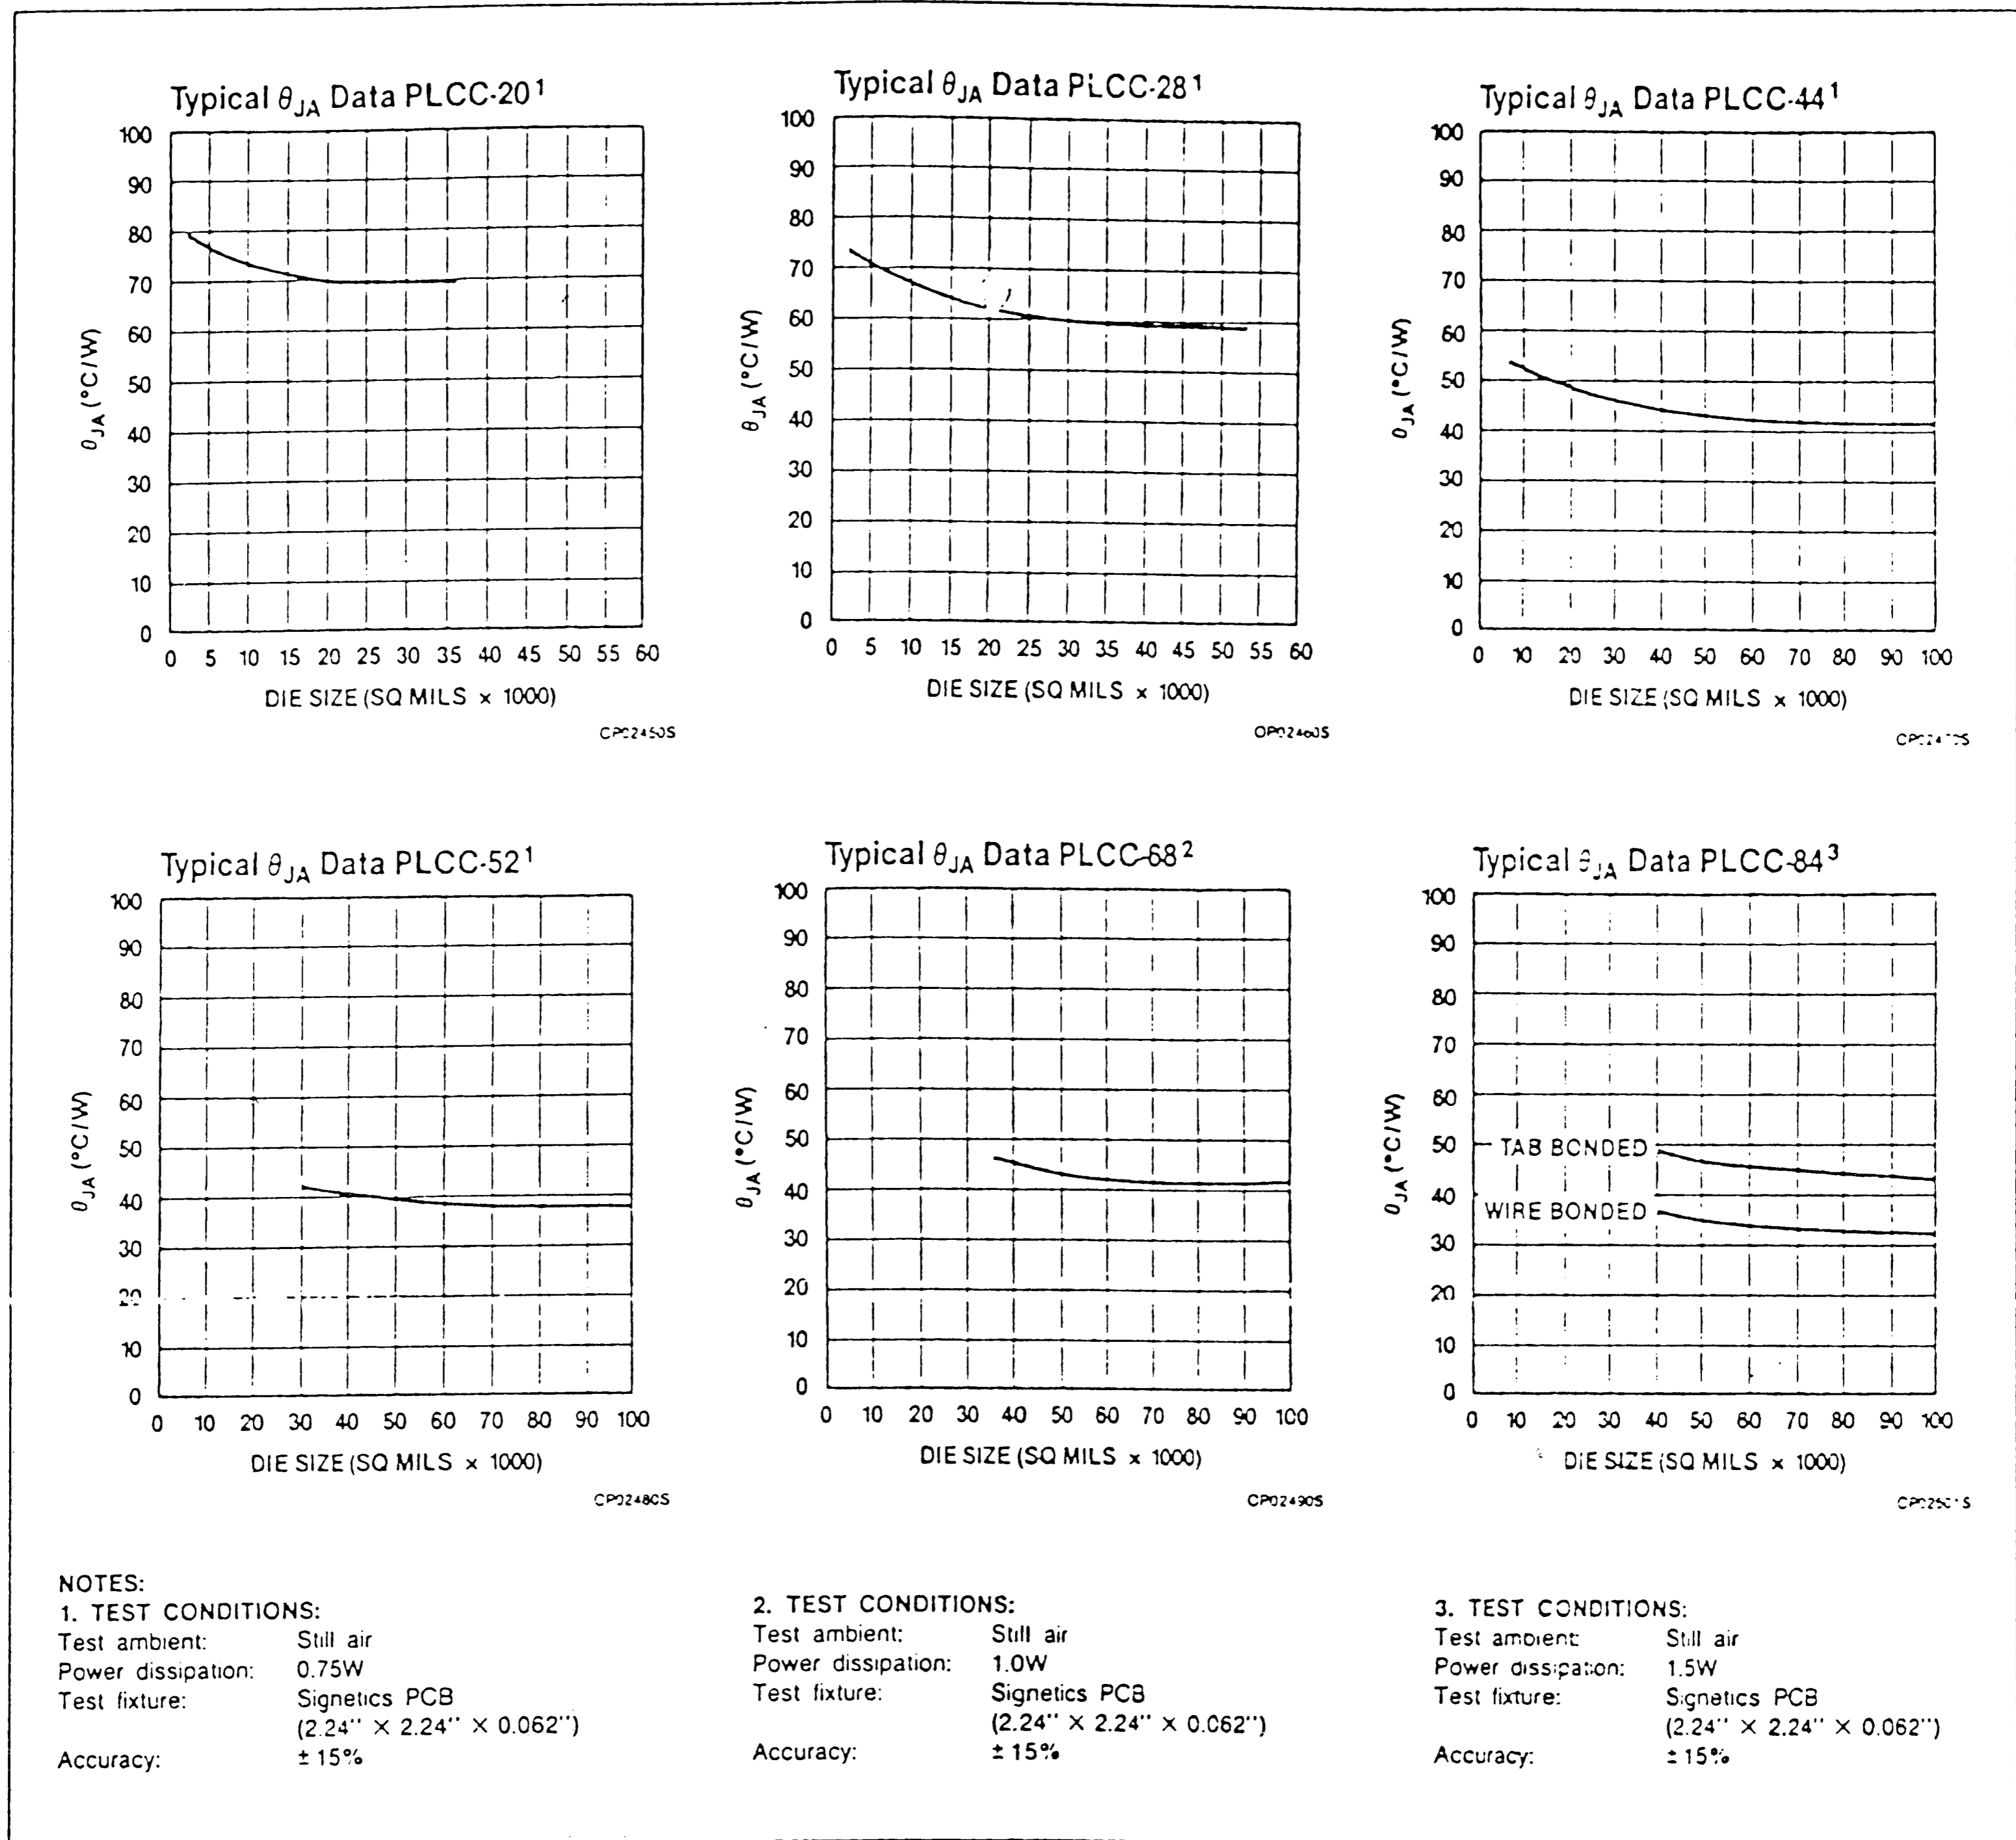 Typical θJA Data PLCC-20¹
100
90
80
70
60
50
40
30
20
10
0
θJA (°C/W)
0 5 10 15 20 25 30 35 40 45 50 55 60
DIE SIZE (SQ MILS x 1000)
Typical θJA Data PLCC-28¹
100
90
80
70
60
50
40
30
20
10
0
θJA (°C/W)
0 5 10 15 20 25 30 35 40 45 50 55 60
DIE SIZE (SQ MILS x 1000)
OP02460S
Typical θJA Data PLCC-44¹
100
90
80
70
60
50
40
30
20
10
0
θJA (°C/W)
0 10 20 30 40 50 60 70 80 90 100
DIE SIZE (SQ MILS x 1000)
Typical θJA Data PLCC-52¹
100
90
80
70
60
50
40
30
20
10
0
θJA (°C/W)
0 10 20 30 40 50 60 70 80 90 100
DIE SIZE (SQ MILS x 1000)
Typical θJA Data PLCC-68²
100
90
80
70
60
50
40
30
20
10
0
θJA (°C/W)
0 10 20 30 40 50 60 70 80 90 100
DIE SIZE (SQ MILS x 1000)
Typical θJA Data PLCC-84³
100
90
80
70
60
50
40
30
20
10
0
θJA (°C/W)
TAB BONDED
WIRE BONDED
0 10 20 30 40 50 60 70 80 90 100
DIE SIZE (SQ MILS x 1000)
NOTES:
1. TEST CONDITIONS:
Test ambient: Still air
Power dissipation: 0.75W
Test fixture: Signetics PCB
(2.24'' × 2.24'' × 0.062'')
Accuracy: ±15%
2. TEST CONDITIONS:
Test ambient: Still air
Power dissipation: 1.0W
Test fixture: Signetics PCB
(2.24'' × 2.24'' × 0.062'')
Accuracy: ±15%
3. TEST CONDITIONS:
Test ambient: Still air
Power dissipation: 1.5W
Test fixture: Signetics PCB
(2.24'' × 2.24'' × 0.062'')
Accuracy: ±15%